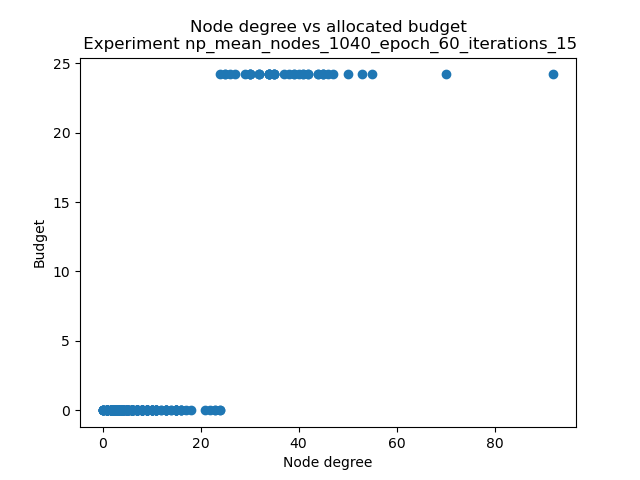 Node degree vs allocated budget
Experiment np_mean_nodes_1040_epoch_60_iterations_15
25
20
15
10
5
0
Budget
0 20 40 60 80
Node degree